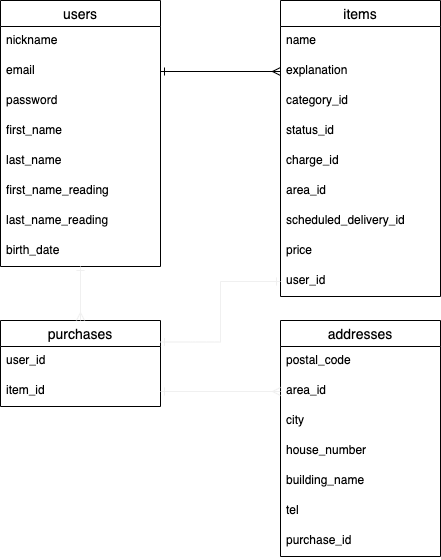 users
nickname
email
password
first_name
last_name
first_name_reading
last_name_reading
birth_date
items
name
explanation
category_id
status_id
charge_id
area_id
scheduled_delivery_id
price
user_id
purchases
user_id
item_id
addresses
postal_code
area_id
city
house_number
building_name
tel
purchase_id